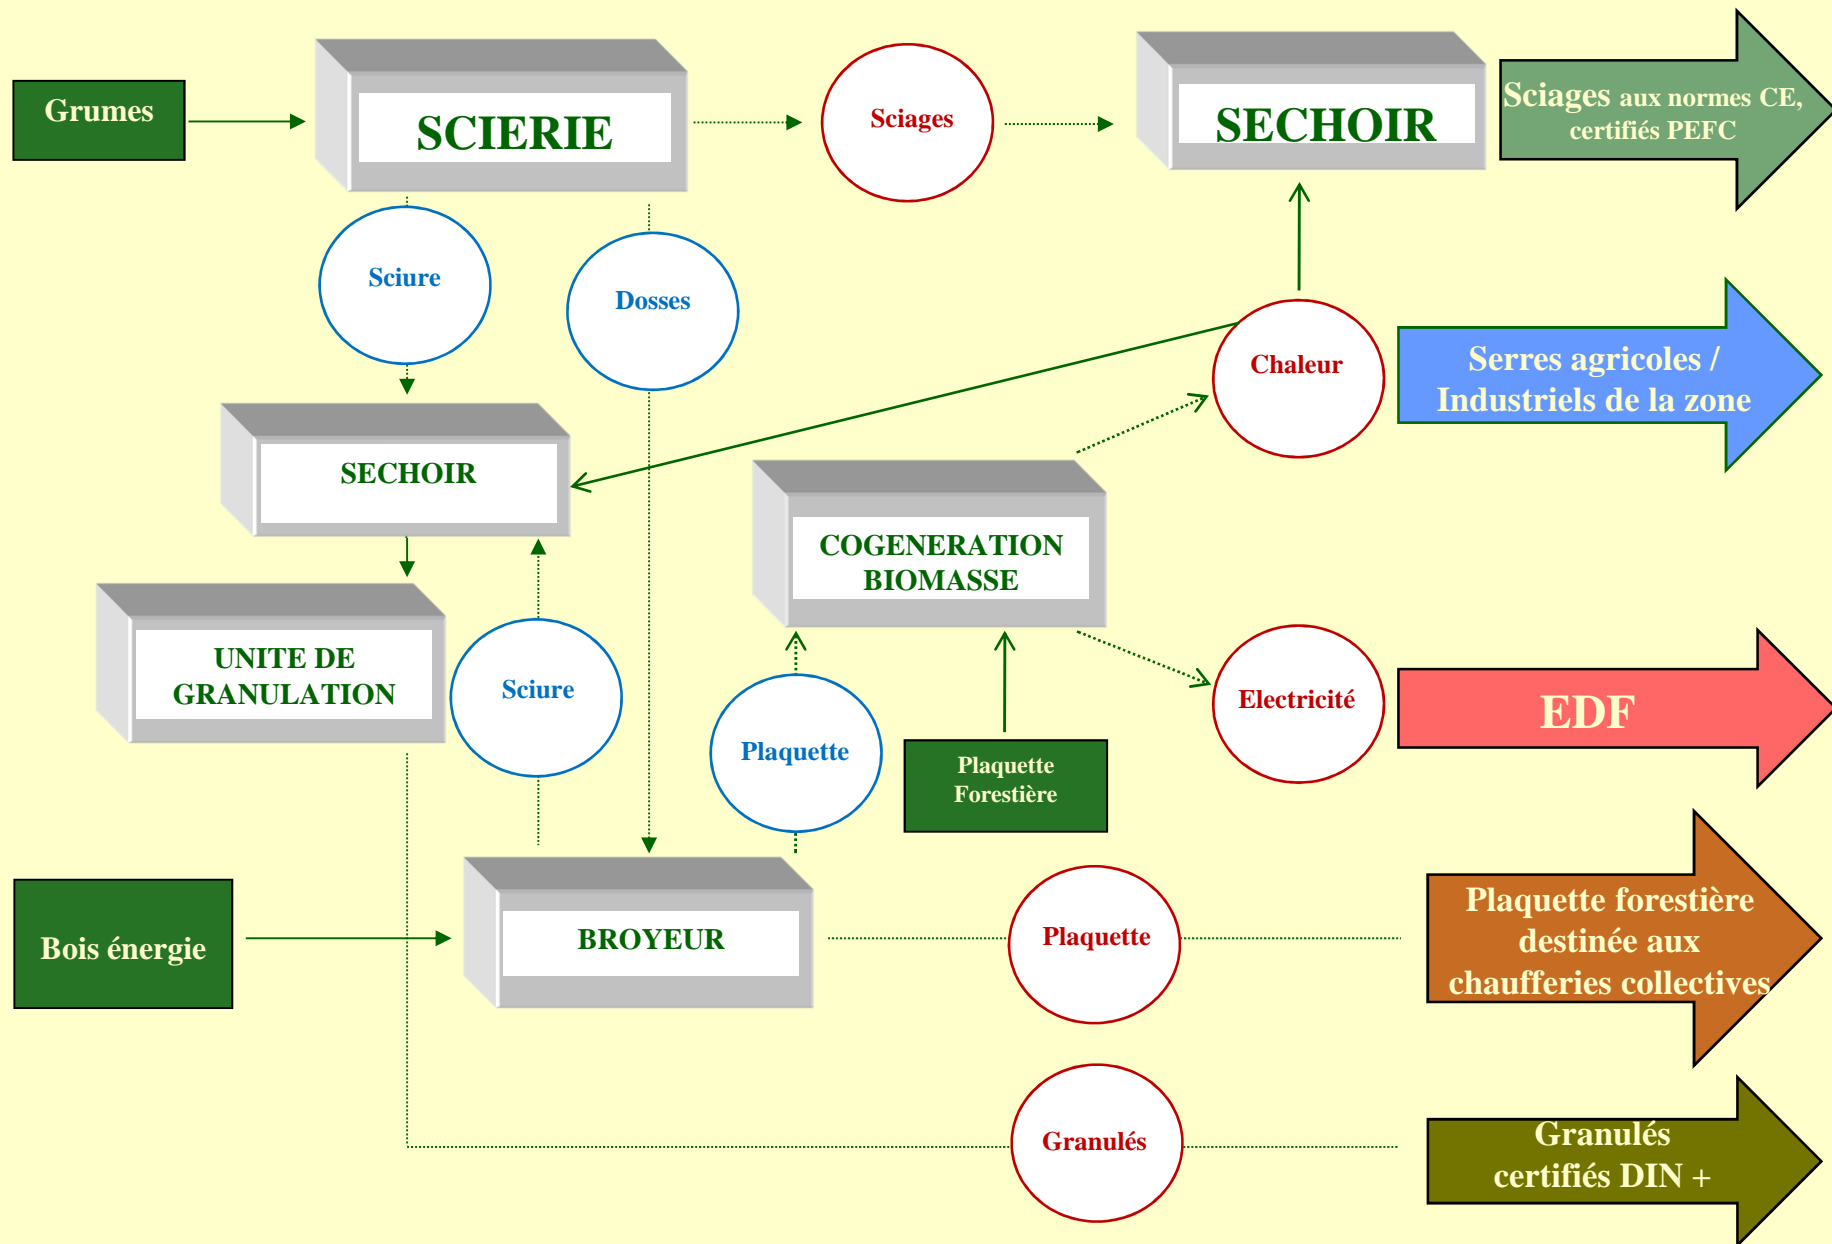 Grumes
SCIERIE
Sciages
SECHOIR
Sciages aux normes CE,
certifiés PEFC
Sciure
Dosses
Chaleur
Serres agricoles /
Industriels de la zone
SECHOIR
COGENERATION
BIOMASSE
UNITE DE
GRANULATION
Sciure
Plaquette
Plaquette
Forestière
Electricité
EDF
Bois énergie
BROYEUR
Plaquette
Plaquette forestière
destinée aux
chaufferies collectives
Granulés
Granulés
certifiés DIN +